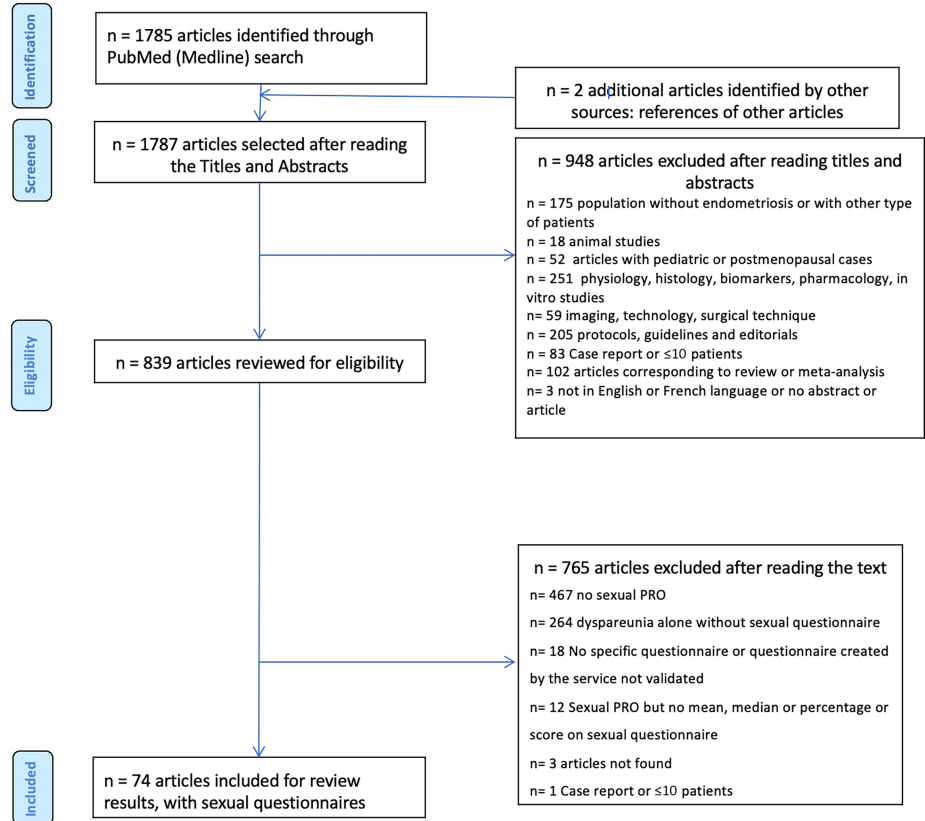 Identification
n = 1785 articles identified through
PubMed (Medline) search
n = 2 additional articles identified by other
sources: references of other articles
Screened
n = 1787 articles selected after reading
the Titles and Abstracts
n = 948 articles excluded after reading titles and
abstracts
n = 175 population without endometriosis or with other type
of patients
n = 18 animal studies
n = 52 articles with pediatric or postmenopausal cases
n = 251 physiology, histology, biomarkers, pharmacology, in
vitro studies
n= 59 imaging, technology, surgical technique
n = 205 protocols, guidelines and editorials
n = 83 Case report or ≤10 patients
n= 102 articles corresponding to review or meta-analysis
n= 3 not in English or French language or no abstract or
article
Eligibility
n = 839 articles reviewed for eligibility
n = 765 articles excluded after reading the text
n= 467 no sexual PRO
n= 264 dyspareunia alone without sexual questionnaire
n= 18 No specific questionnaire or questionnaire created
by the service not validated
n= 12 Sexual PRO but no mean, median or percentage or
score on sexual questionnaire
n= 3 articles not found
n= 1 Case report or ≤10 patients
Included
n = 74 articles included for review
results, with sexual questionnaires